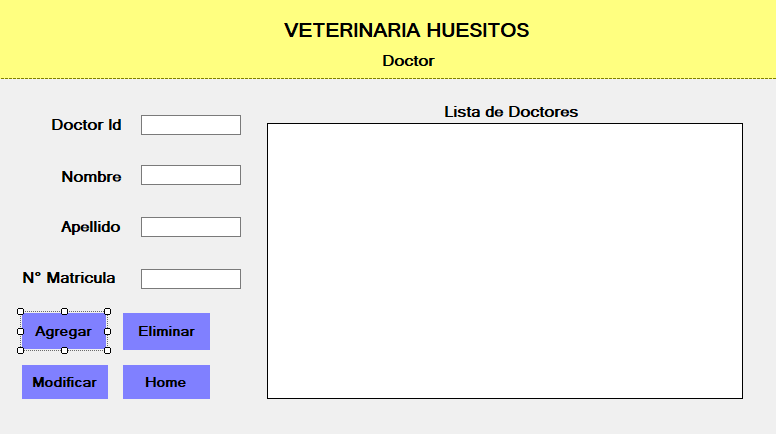 VETERINARIA HUESITOS
Doctor
Doctor Id
Nombre
Apellido
N° Matricula
Agregar
Eliminar
Modificar
Home
Lista de Doctores